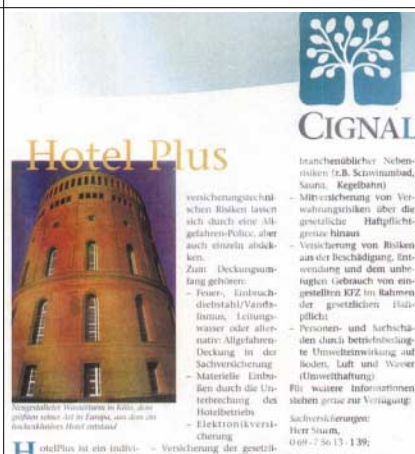 CIGNAL
Hotel Plus
versicherungstechni-
schen Risiken lassen
sich durch eine All-
gefahren-Police, aber
auch einzeln abdek-
ken.
Zum Deckungsum-
fang gehören:
- Feuer-, Einbruch-
diebstahl/Vanda-
lismus, Leitungs-
wasser oder alter-
nativ: Allgefahren-
Deckung in der
Sachversicherung
- Materielle Einbu-
ßen durch die Un-
terbrechung des
Hotelbetriebs
- Elektronikversi-
cherung
- Versicherung der gesetzli-
branchenüblicher Neben-
risiken (z.B. Schwimmbad,
Sauna, Kegelbahn)
- Mitversicherung von Ver-
wahrungsrisiken über die
gesetzliche Haftpflicht-
grenze hinaus
- Versicherung von Risiken
aus der Beschädigung, Ent-
wendung und dem unbe-
fugten Gebrauch von ein-
gestellten KFZ im Rahmen
der gesetzlichen Haft-
pflicht
- Personen- und Sachschä-
den durch betriebsbeding-
te Umwelteinwirkung auf
Boden, Luft und Wasser
(Umwelthaftung)
Für weitere Informationen
stehen gerne zur Verfügung:
Sachversicherungen:
Herr Sturm,
0 69 - 7 56 13 - 1 39;
Neugestalteter Wasserturm in Köln, dem
größten seiner Art in Europa, aus dem ein
hochexklusives Hotel entstand
HotelPlus ist ein indivi-